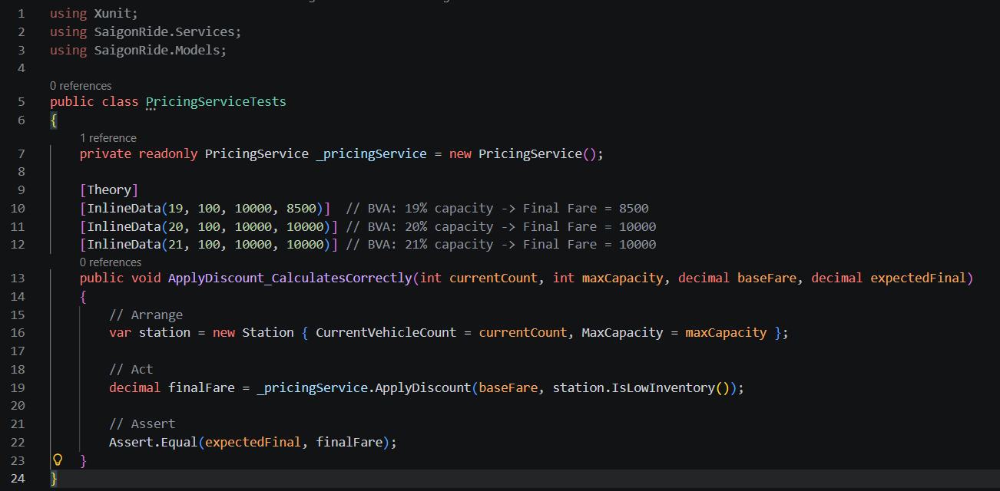 1 using Xunit;
2 using SaigonRide.Services;
3 using SaigonRide.Models;
4
0 references
5 public class PricingServiceTests
6 {
1 reference
7 private readonly PricingService _pricingService = new PricingService();
8
9 [Theory]
10 [InlineData(19, 100, 10000, 8500)] // BVA: 19% capacity -> Final Fare = 8500
11 [InlineData(20, 100, 10000, 10000)] // BVA: 20% capacity -> Final Fare = 10000
12 [InlineData(21, 100, 10000, 10000)] // BVA: 21% capacity -> Final Fare = 10000
0 references
13 public void ApplyDiscount_CalculatesCorrectly(int currentCount, int maxCapacity, decimal baseFare, decimal expectedFinal)
14 {
15 // Arrange
16 var station = new Station { CurrentVehicleCount = currentCount, MaxCapacity = maxCapacity };
17
18 // Act
19 decimal finalFare = _pricingService.ApplyDiscount(baseFare, station.IsLowInventory());
20
21 // Assert
22 Assert.Equal(expectedFinal, finalFare);
23 }
24 }